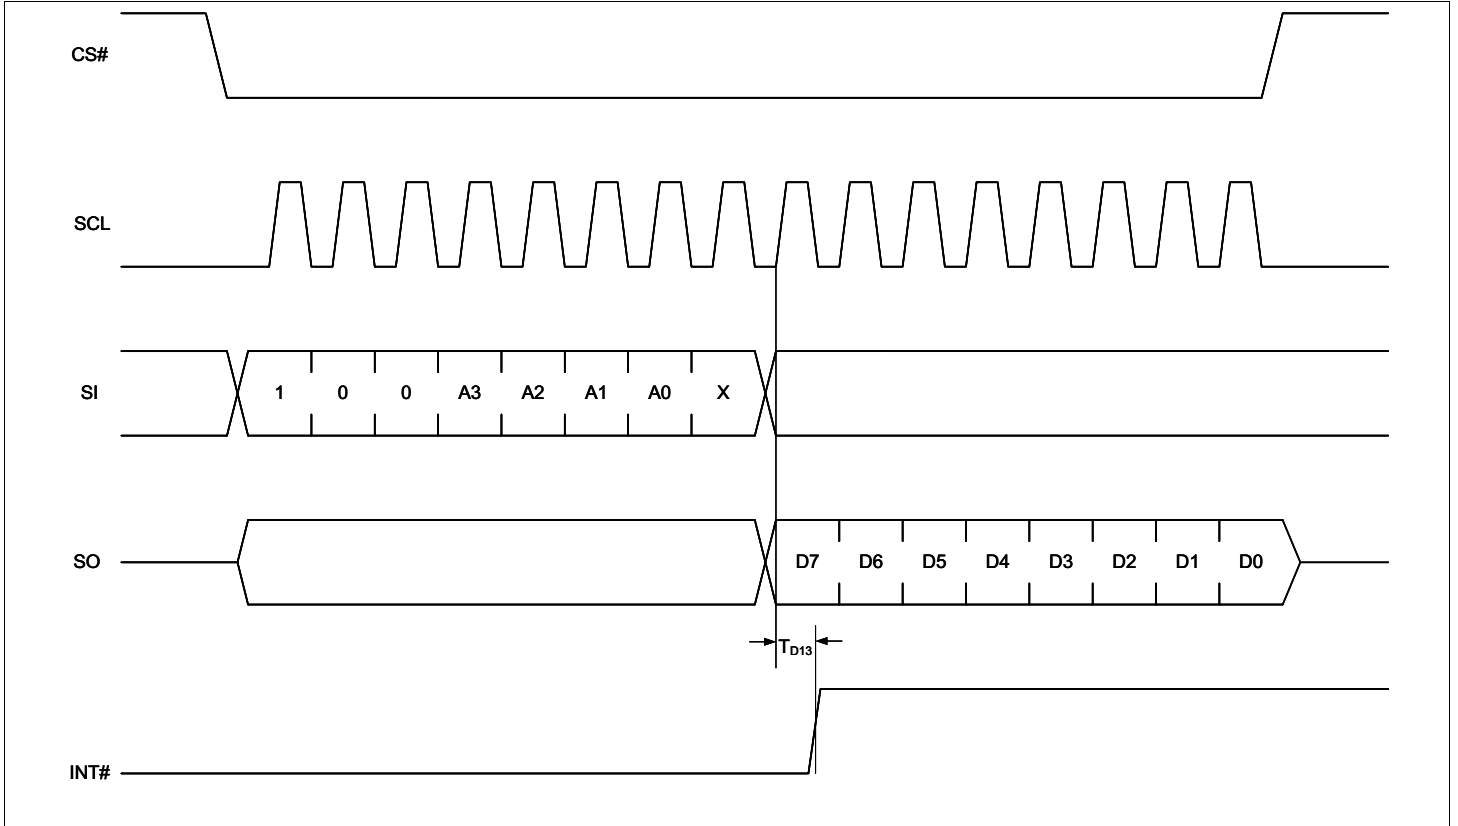 CS#
SCL
SI 1 0 0 A3 A2 A1 A0 X
SO D7 D6 D5 D4 D3 D2 D1 D0
TD13
INT#